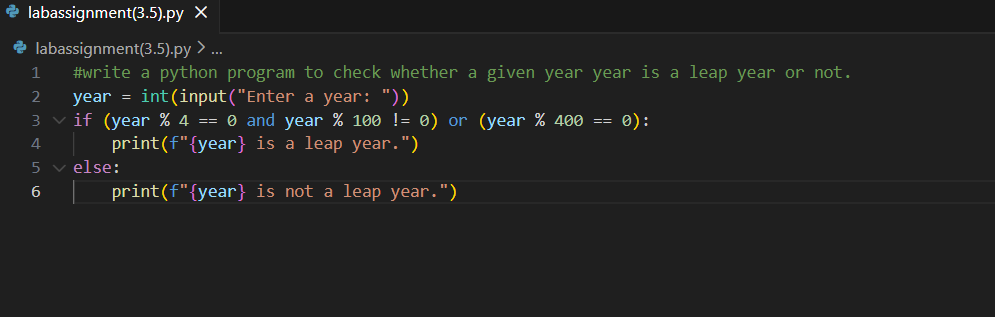 labassignment(3.5).py X
labassignment(3.5).py > ...
1 #write a python program to check whether a given year year is a leap year or not.
2 year = int(input("Enter a year: "))
3 if (year % 4 == 0 and year % 100 != 0) or (year % 400 == 0):
4     print(f"{year} is a leap year.")
5 else:
6     print(f"{year} is not a leap year.")